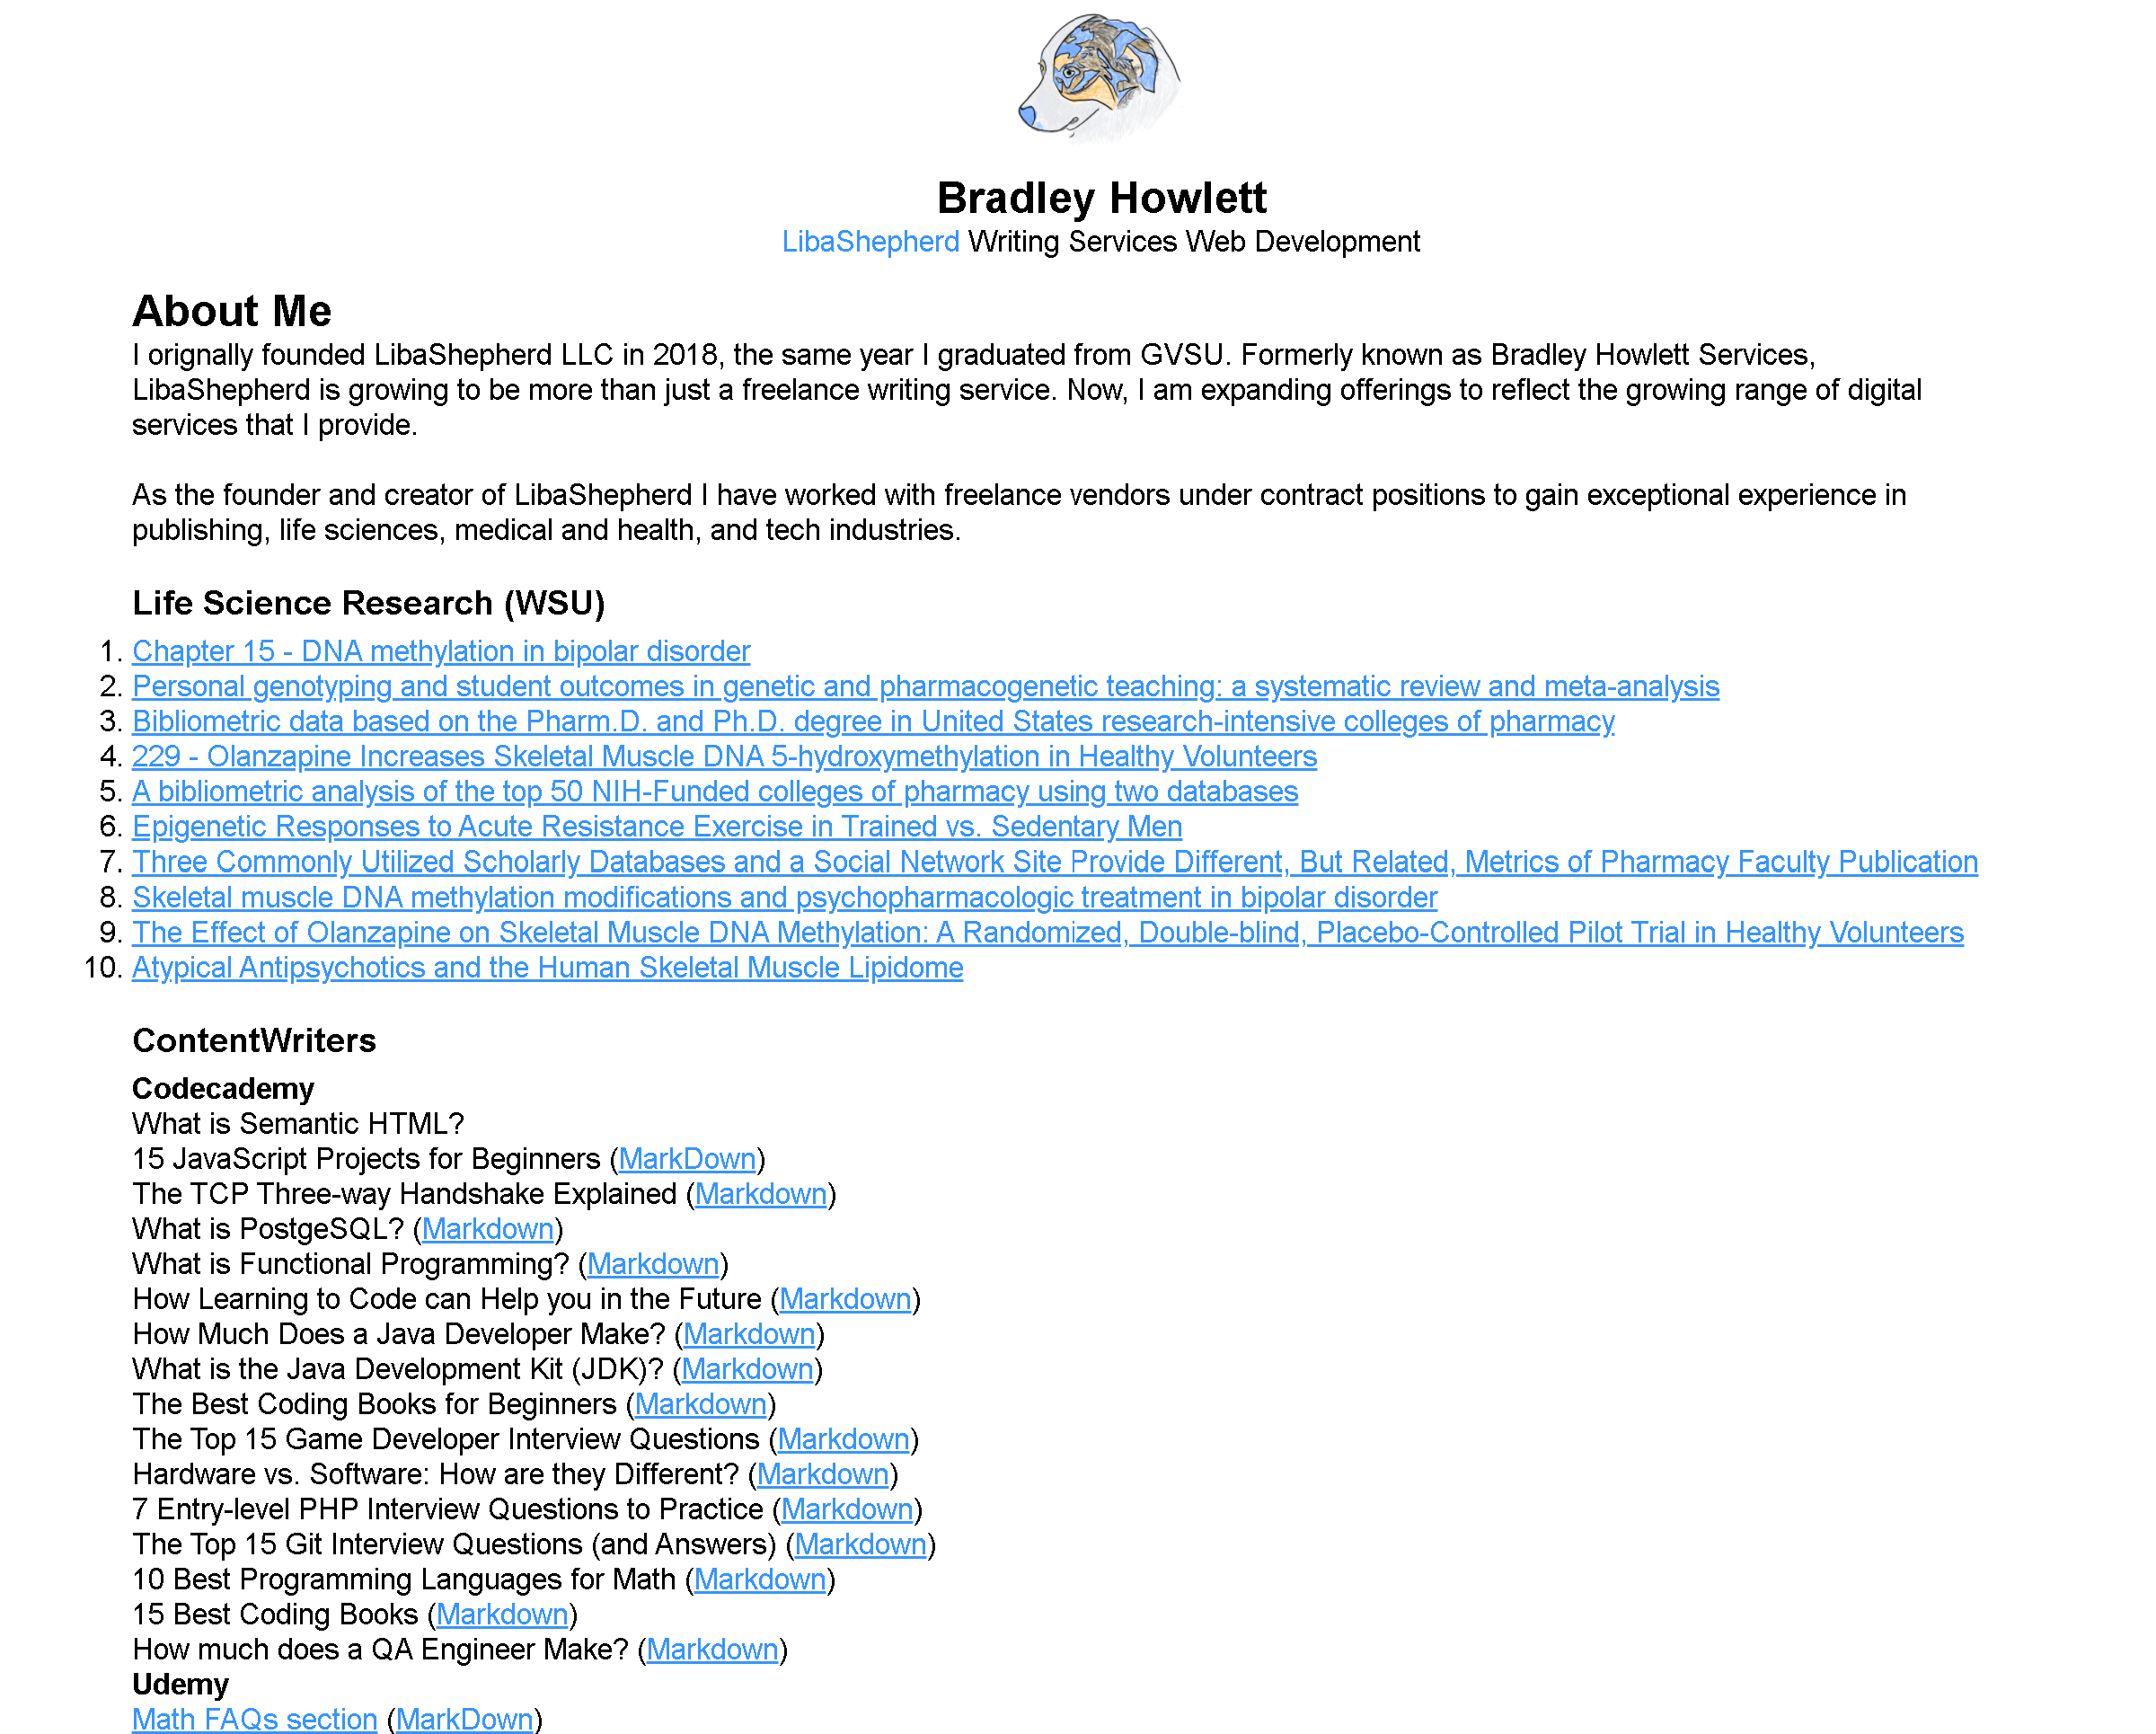 Bradley Howlett
LibaShepherd Writing Services Web Development
About Me
I orignally founded LibaShepherd LLC in 2018, the same year I graduated from GVSU. Formerly known as Bradley Howlett Services,
LibaShepherd is growing to be more than just a freelance writing service. Now, I am expanding offerings to reflect the growing range of digital
services that I provide.
As the founder and creator of LibaShepherd I have worked with freelance vendors under contract positions to gain exceptional experience in
publishing, life sciences, medical and health, and tech industries.
Life Science Research (WSU)
1. Chapter 15 - DNA methylation in bipolar disorder
2. Personal genotyping and student outcomes in genetic and pharmacogenetic teaching: a systematic review and meta-analysis
3. Bibliometric data based on the Pharm.D. and Ph.D. degree in United States research-intensive colleges of pharmacy
4. 229 - Olanzapine Increases Skeletal Muscle DNA 5-hydroxymethylation in Healthy Volunteers
5. A bibliometric analysis of the top 50 NIH-Funded colleges of pharmacy using two databases
6. Epigenetic Responses to Acute Resistance Exercise in Trained vs. Sedentary Men
7. Three Commonly Utilized Scholarly Databases and a Social Network Site Provide Different, But Related, Metrics of Pharmacy Faculty Publication
8. Skeletal muscle DNA methylation modifications and psychopharmacologic treatment in bipolar disorder
9. The Effect of Olanzapine on Skeletal Muscle DNA Methylation: A Randomized, Double-blind, Placebo-Controlled Pilot Trial in Healthy Volunteers
10. Atypical Antipsychotics and the Human Skeletal Muscle Lipidome
ContentWriters
Codecademy
What is Semantic HTML?
15 JavaScript Projects for Beginners (MarkDown)
The TCP Three-way Handshake Explained (Markdown)
What is PostgeSQL? (Markdown)
What is Functional Programming? (Markdown)
How Learning to Code can Help you in the Future (Markdown)
How Much Does a Java Developer Make? (Markdown)
What is the Java Development Kit (JDK)? (Markdown)
The Best Coding Books for Beginners (Markdown)
The Top 15 Game Developer Interview Questions (Markdown)
Hardware vs. Software: How are they Different? (Markdown)
7 Entry-level PHP Interview Questions to Practice (Markdown)
The Top 15 Git Interview Questions (and Answers) (Markdown)
10 Best Programming Languages for Math (Markdown)
15 Best Coding Books (Markdown)
How much does a QA Engineer Make? (Markdown)
Udemy
Math FAQs section (MarkDown)